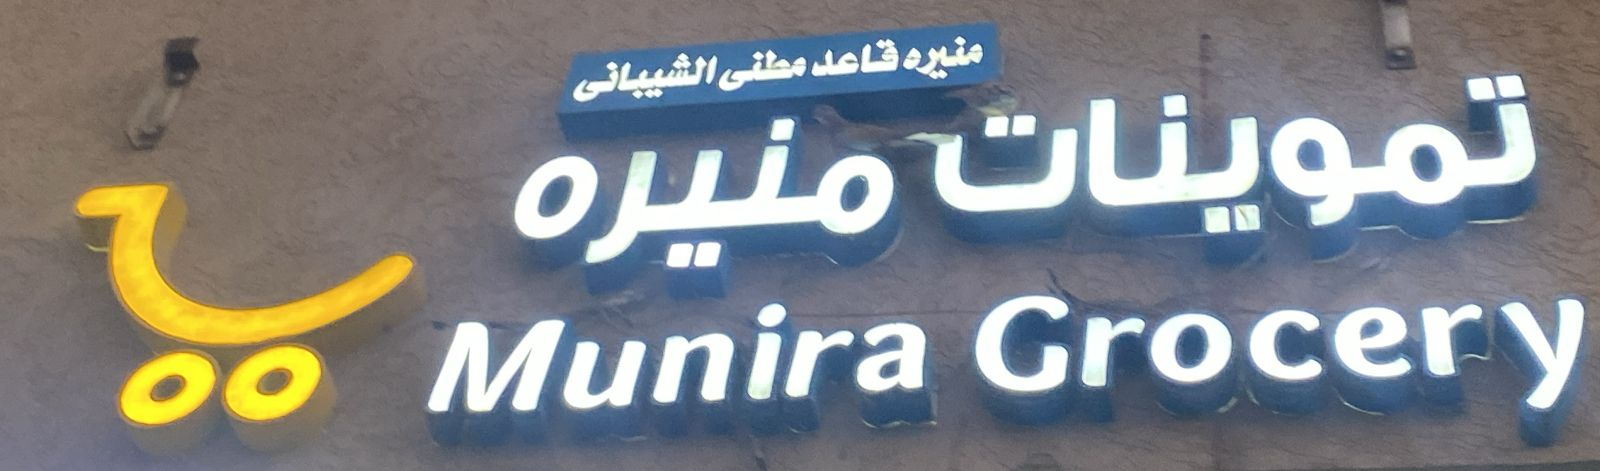 منيره قاعد مطنى الشيبانى
تموينات منيره
Munira Grocery